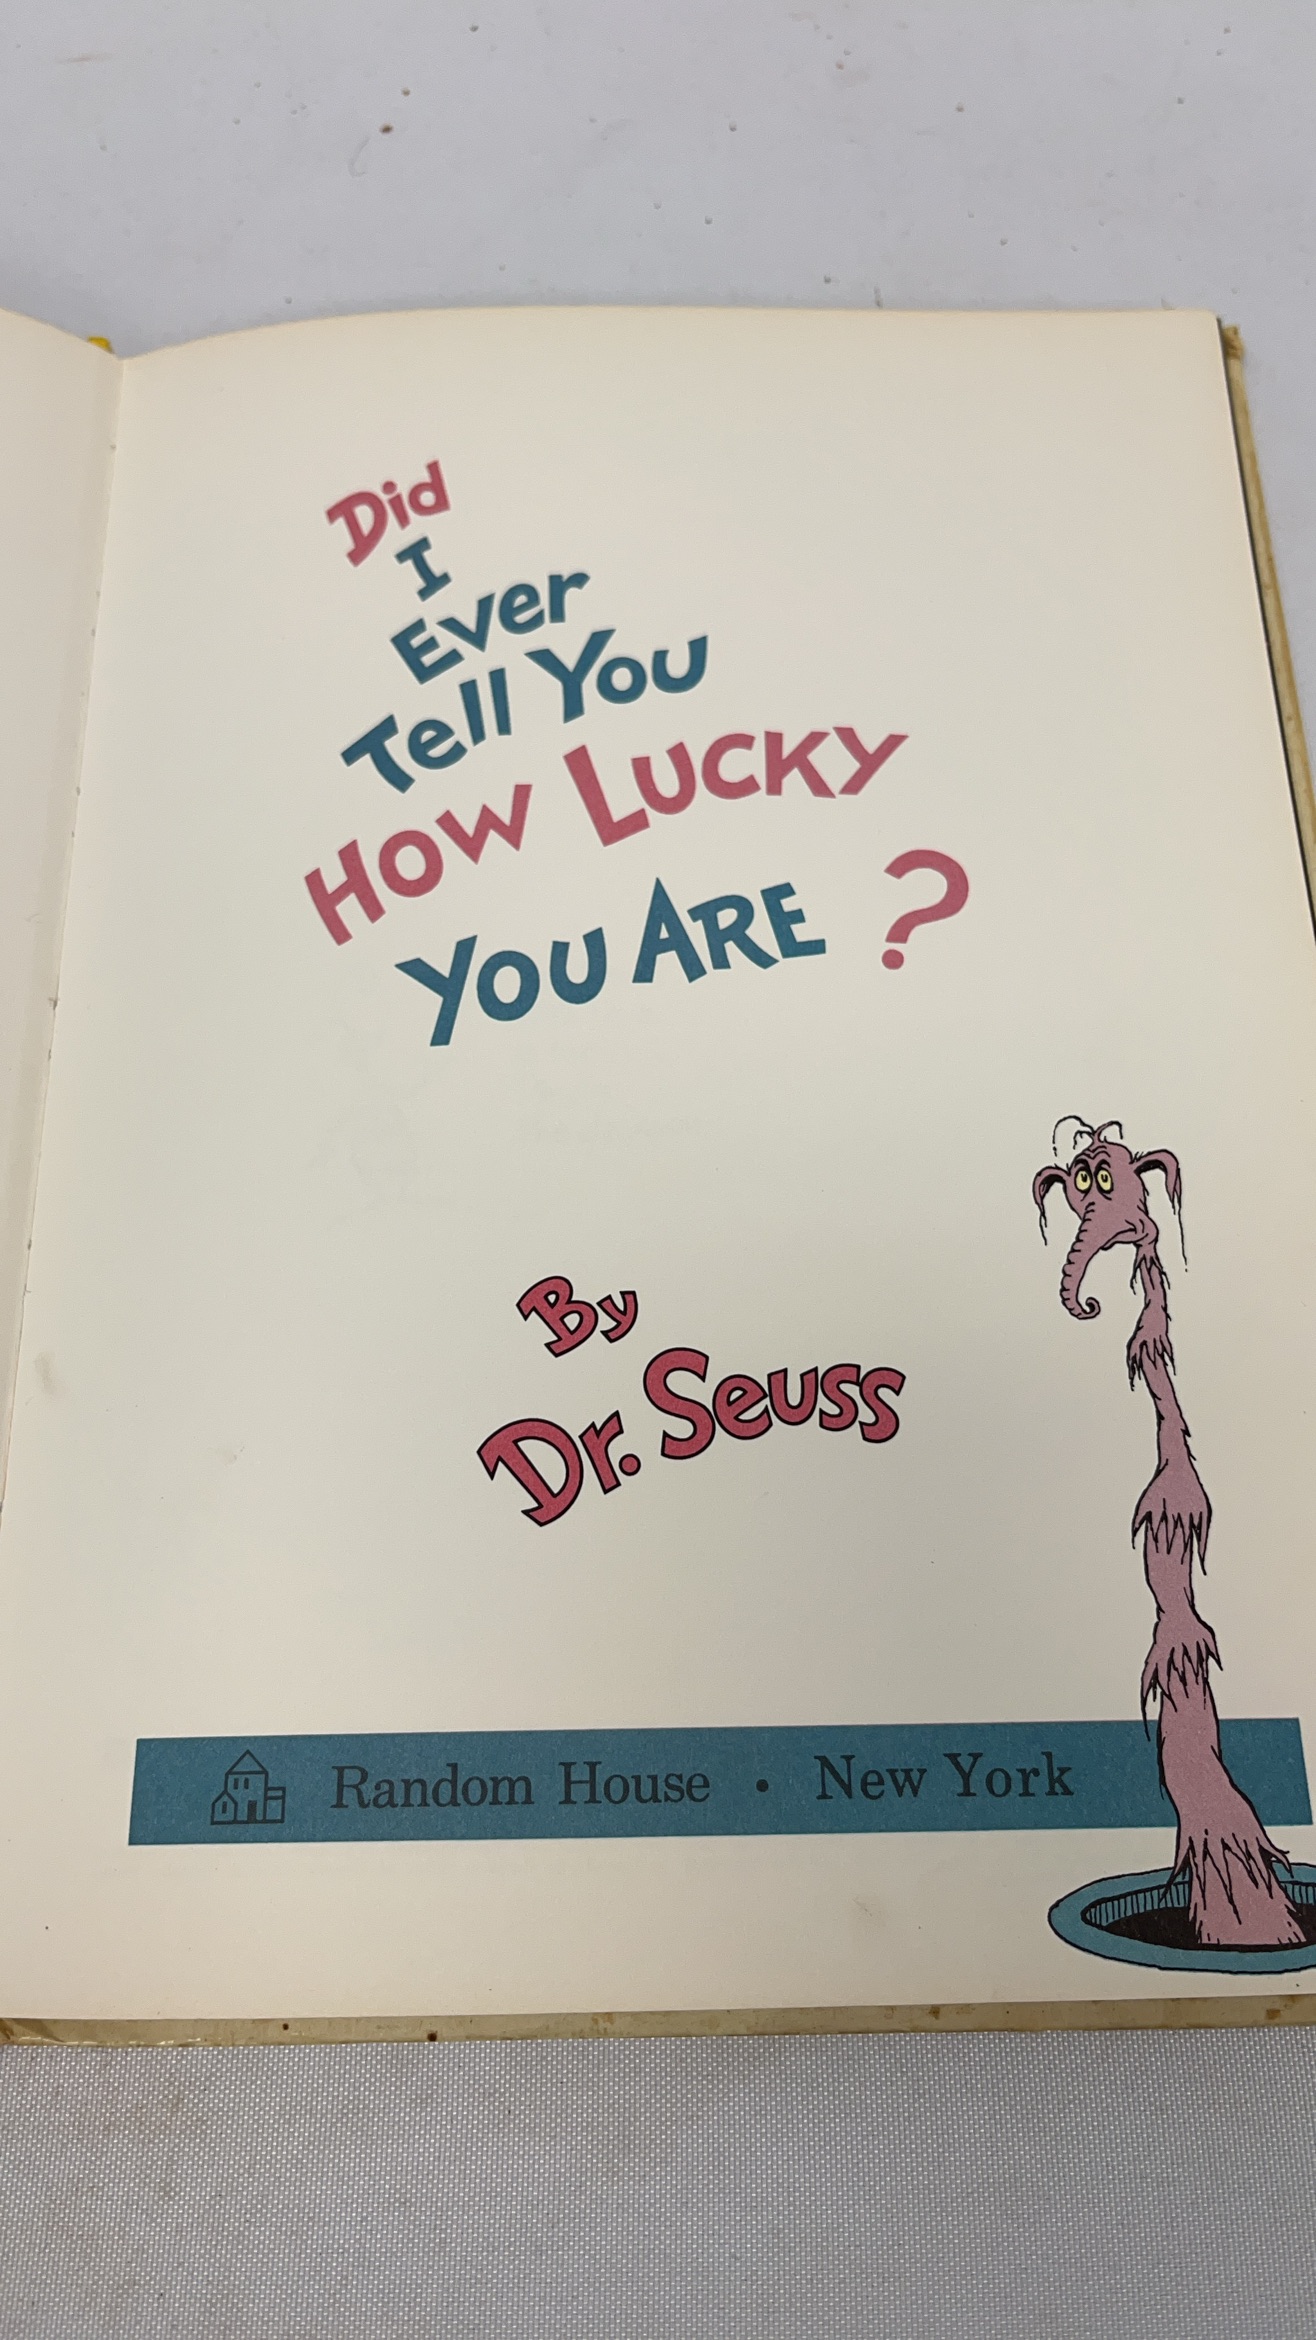 Did
I
Ever
Tell You
How Lucky
You Are?
By
Dr. Seuss
Random House • New York